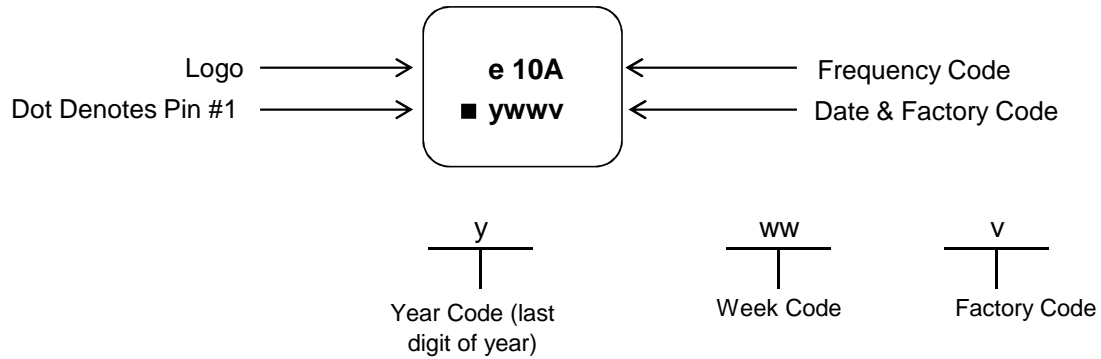 Logo
e 10A
Frequency Code
Dot Denotes Pin #1
■ ywwv
Date & Factory Code
y
ww
v
Year Code (last
digit of year)
Week Code
Factory Code